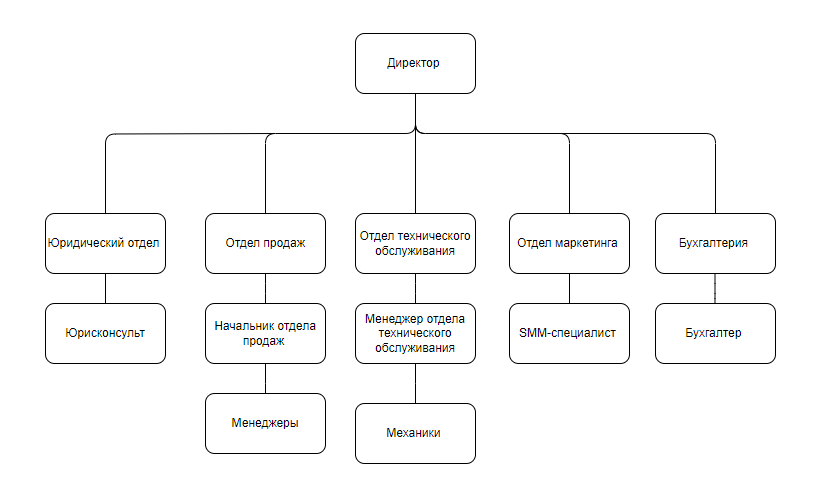 Директор
Юридический отдел
Отдел продаж
Отдел технического
обслуживания
Отдел маркетинга
Бухгалтерия
Юрисконсульт
Начальник отдела
продаж
Менеджер отдела
технического
обслуживания
SMM-специалист
Бухгалтер
Менеджеры
Механики